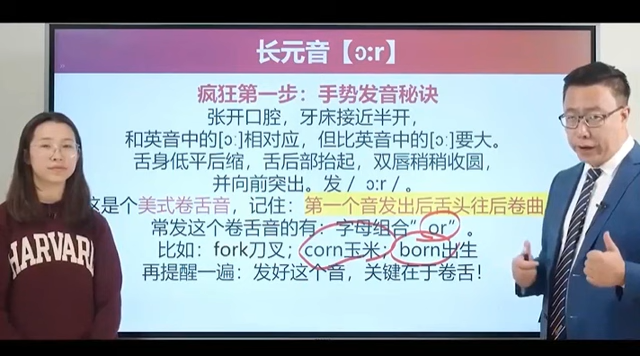 长元音【ɔ:r】
疯狂第一步：手势发音秘诀
张开口腔，牙床接近半开，
和英音中的[ɔː]相对应，但比英音中的[ɔː]要大。
舌身低平后缩，舌后部抬起，双唇稍稍收圆，
并向前突出。发 / ɔ:r / 。
这是个美式卷舌音，记住：第一个音发出后舌头往后卷曲
常发这个卷舌音的有：字母组合“ or” 。
比如：fork刀叉；corn玉米；born出生
再提醒一遍：发好这个音，关键在于卷舌！
HARVARD